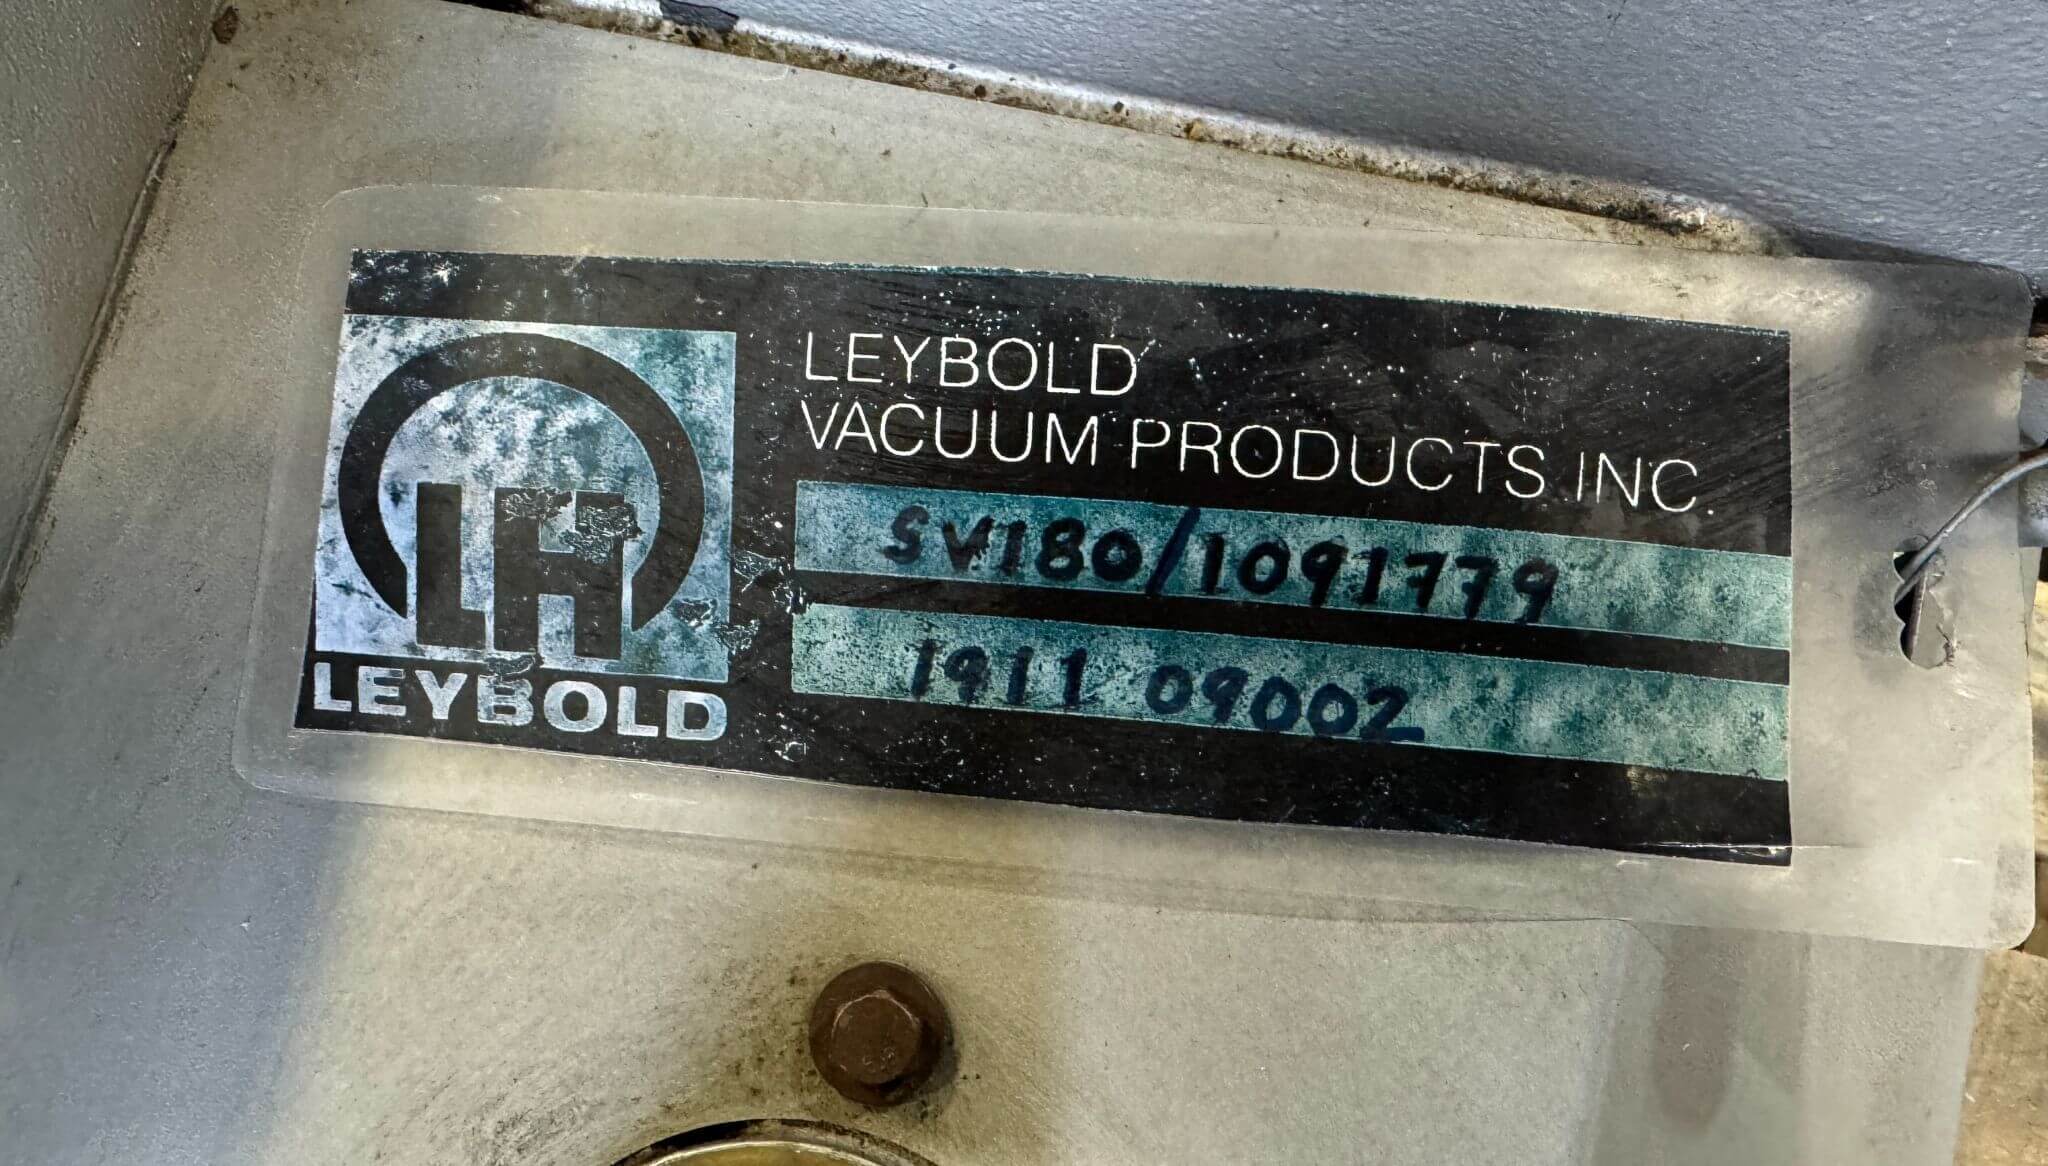 LH
LEYBOLD
LEYBOLD
VACUUM PRODUCTS INC.
SV180/1091779
1911 09002